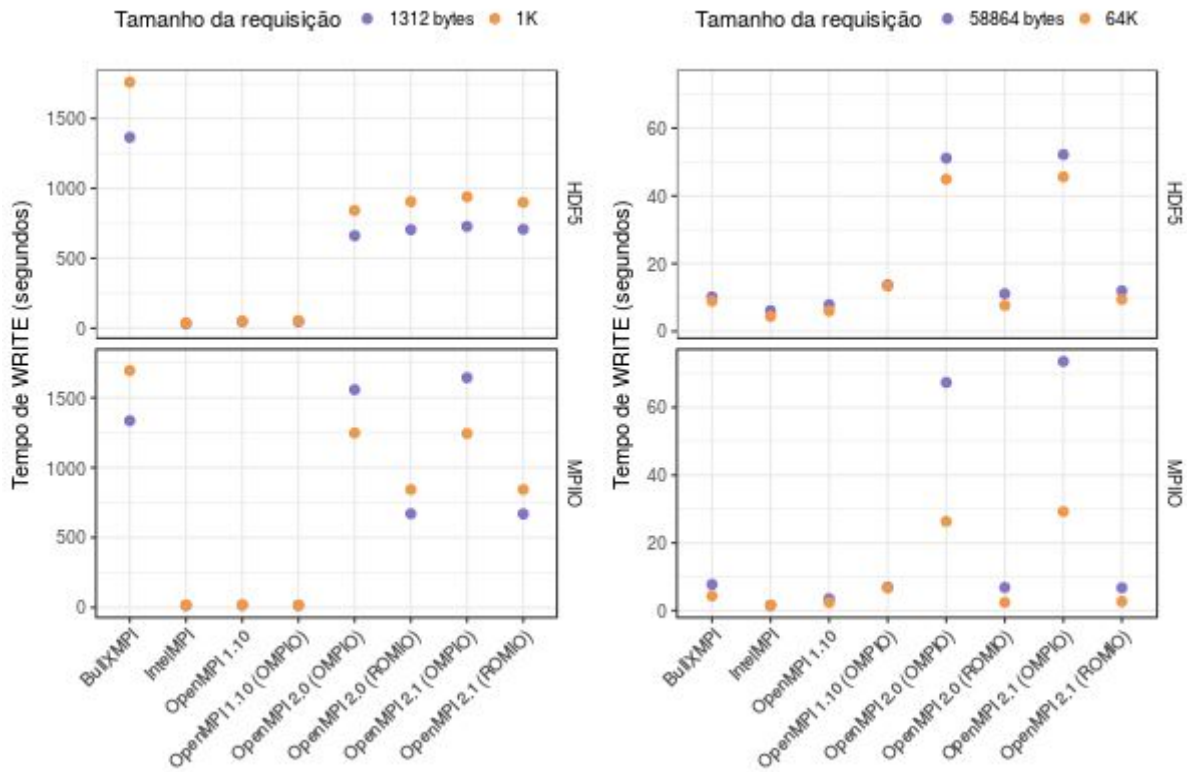 Tamanho da requisição 1312 bytes 1K
1500
1000
500
0
HDF5
1500
1000
500
0
MPIIO
Tempo de WRITE (segundos)
BullXMPI
IntelMPI
OpenMPI 1.10
OpenMPI 1.10 (OMPIO)
OpenMPI 2.0 (OMPIO)
OpenMPI 2.0 (ROMIO)
OpenMPI 2.1 (OMPIO)
OpenMPI 2.1 (ROMIO)
Tamanho da requisição 58864 bytes 64K
60
40
20
0
HDF5
60
40
20
0
MPIIO
Tempo de WRITE (segundos)
BullXMPI
IntelMPI
OpenMPI 1.10
OpenMPI 1.10 (OMPIO)
OpenMPI 2.0 (OMPIO)
OpenMPI 2.0 (ROMIO)
OpenMPI 2.1 (OMPIO)
OpenMPI 2.1 (ROMIO)